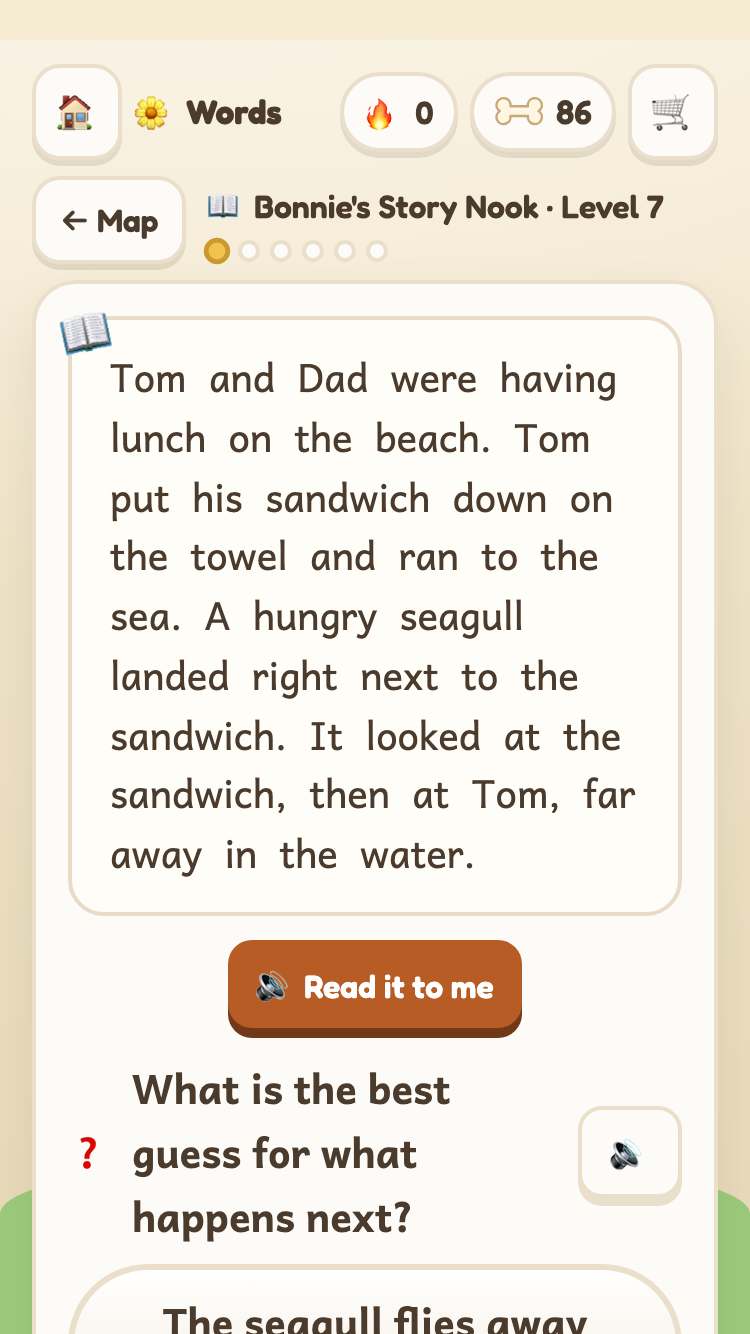 Words
0
86
← Map
Bonnie's Story Nook · Level 7
Tom and Dad were having
lunch on the beach. Tom
put his sandwich down on
the towel and ran to the
sea. A hungry seagull
landed right next to the
sandwich. It looked at the
sandwich, then at Tom, far
away in the water.
Read it to me
What is the best
? guess for what
happens next?
The seagull flies away